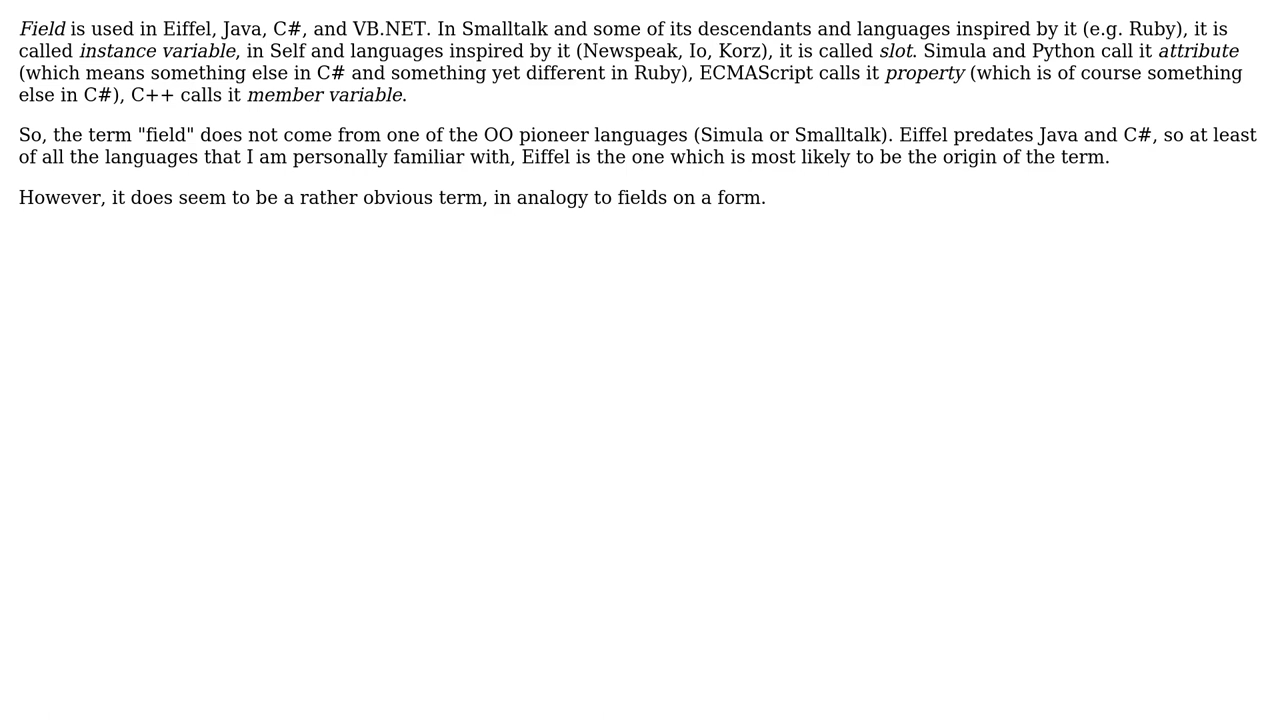 Field is used in Eiffel, Java, C#, and VB.NET. In Smalltalk and some of its descendants and languages inspired by it (e.g. Ruby), it is
called instance variable, in Self and languages inspired by it (Newspeak, Io, Korz), it is called slot. Simula and Python call it attribute
(which means something else in C# and something yet different in Ruby), ECMAScript calls it property (which is of course something
else in C#), C++ calls it member variable.
So, the term "field" does not come from one of the OO pioneer languages (Simula or Smalltalk). Eiffel predates Java and C#, so at least
of all the languages that I am personally familiar with, Eiffel is the one which is most likely to be the origin of the term.
However, it does seem to be a rather obvious term, in analogy to fields on a form.